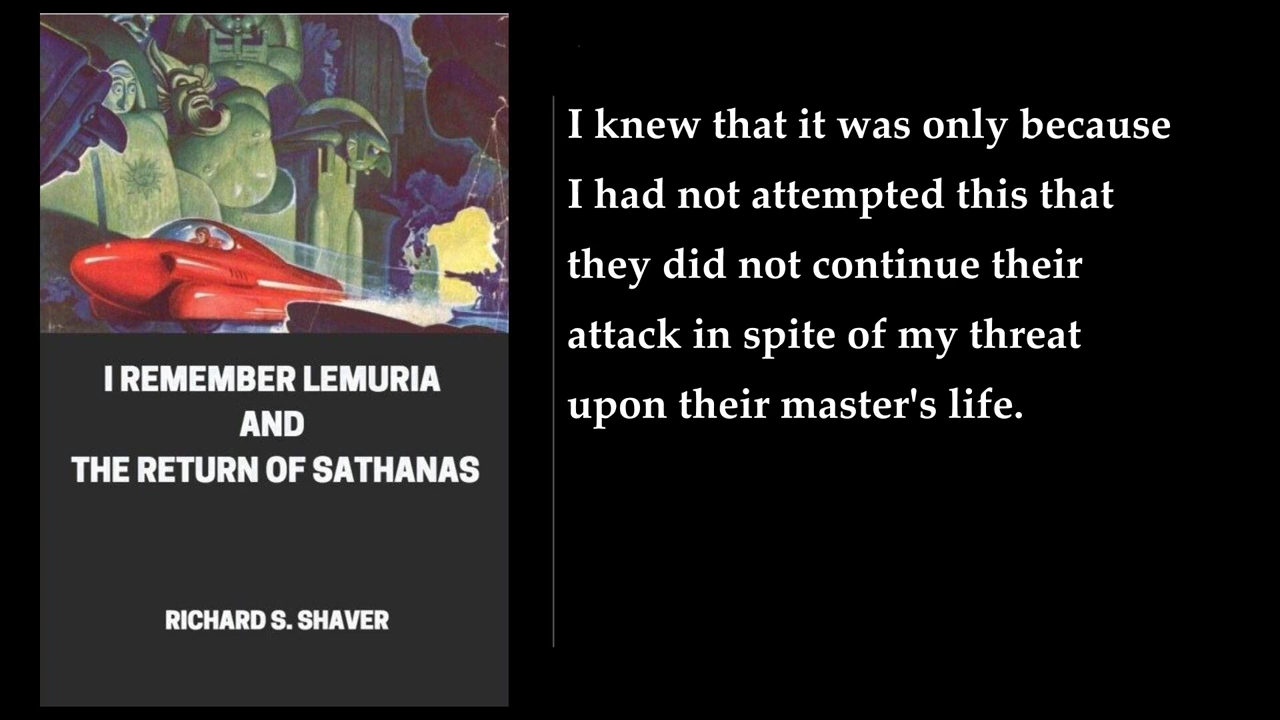 I REMEMBER LEMURIA
AND
THE RETURN OF SATHANAS
RICHARD S. SHAVER
I knew that it was only because
I had not attempted this that
they did not continue their
attack in spite of my threat
upon their master's life.